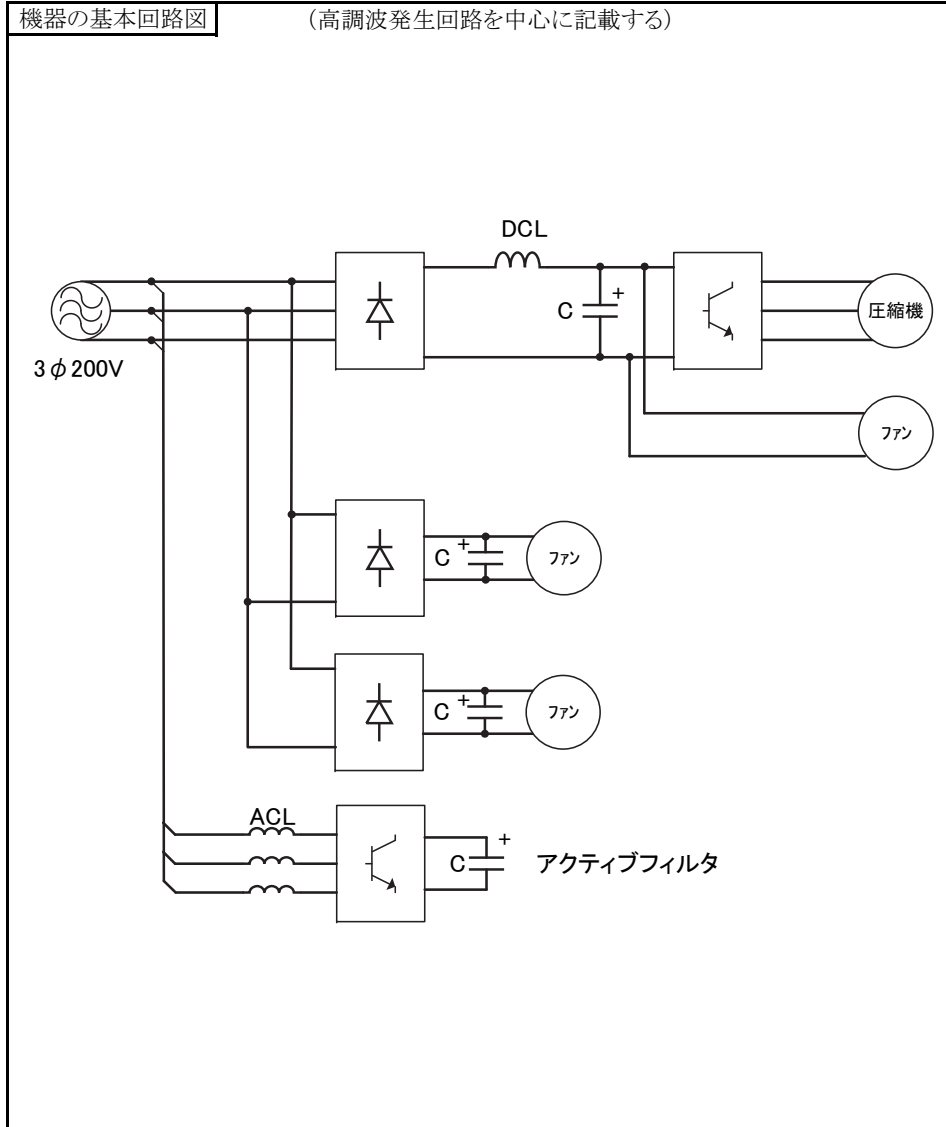 機器の基本回路図
(高調波発生回路を中心に記載する)
DCL
C
+
圧縮機
3φ200V
ファン
C
+
ファン
C
+
ファン
ACL
C
+
アクティブフィルタ